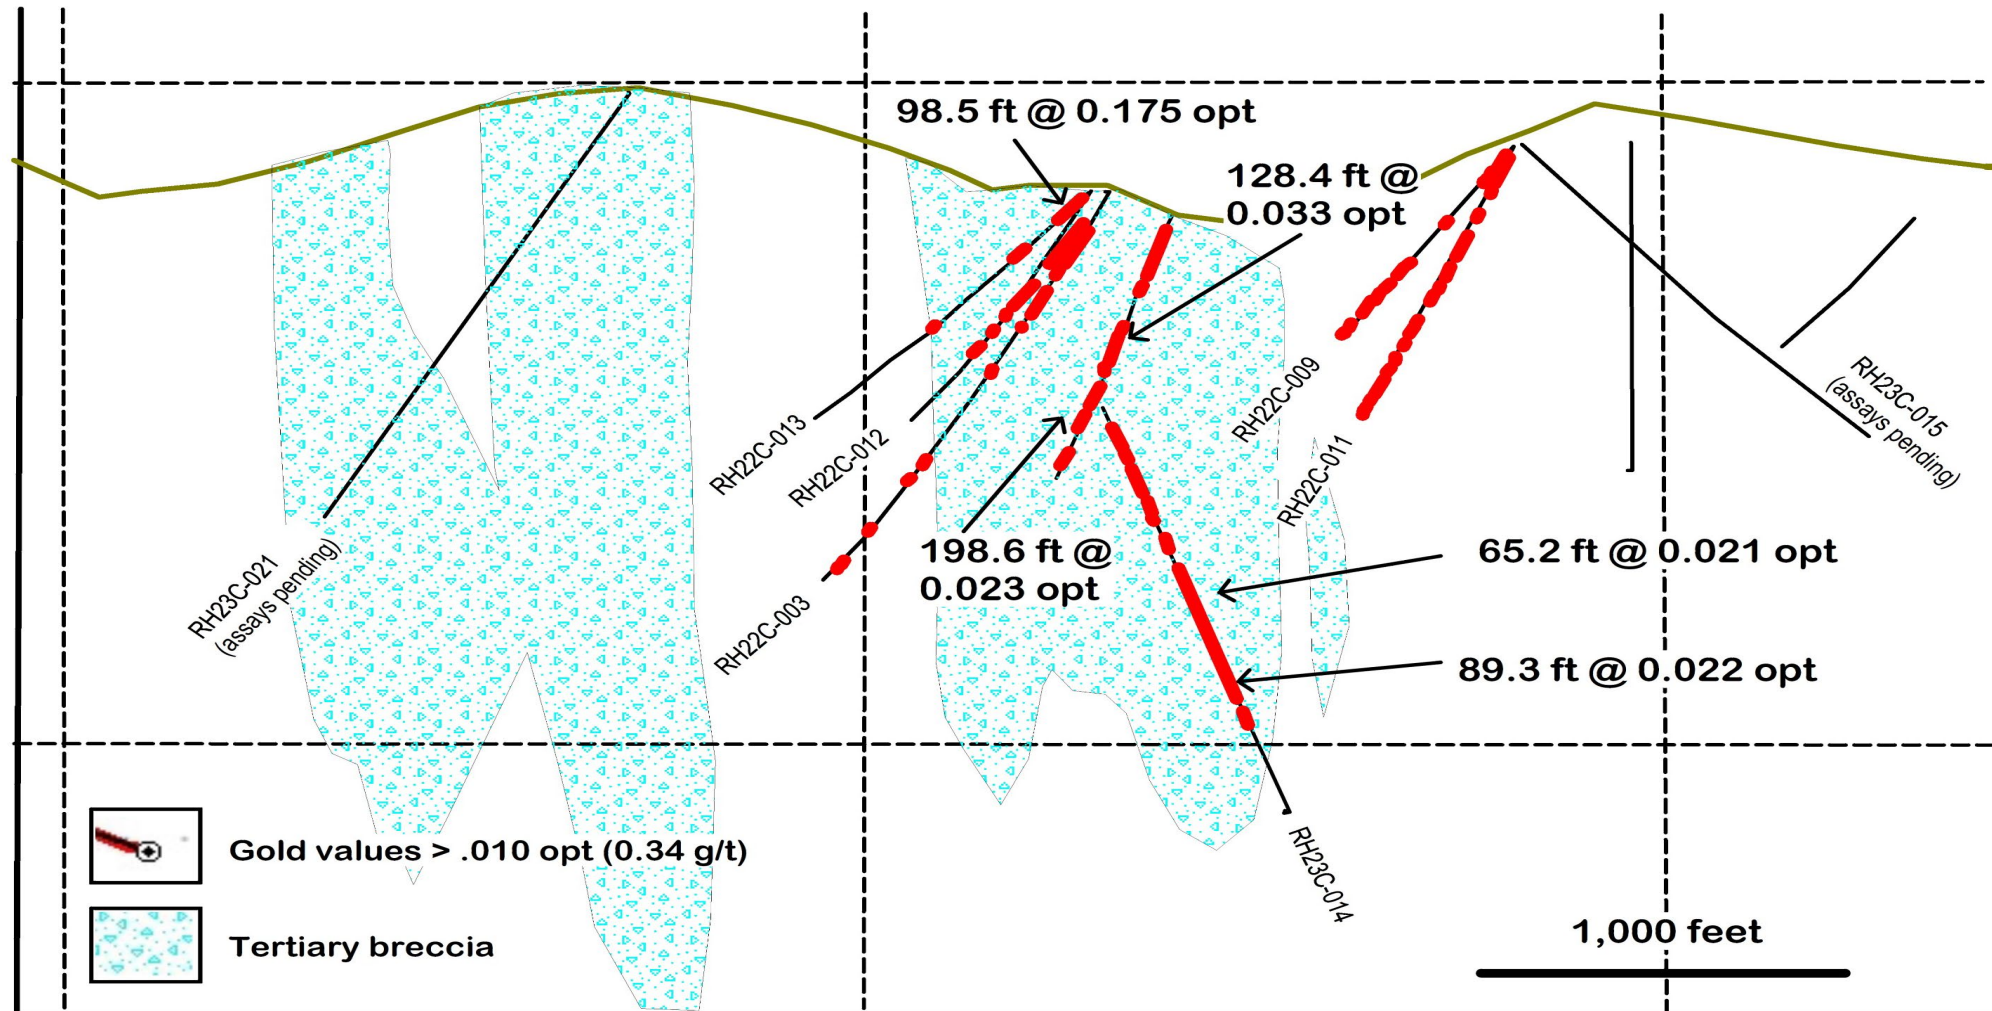 98.5 ft @ 0.175 opt
128.4 ft @
0.033 opt
RH22C-013
RH22C-012
RH22C-003
RH22C-009
RH22C-011
RH23C-015
(assays pending)
RH23C-021
(assays pending)
198.6 ft @
0.023 opt
65.2 ft @ 0.021 opt
89.3 ft @ 0.022 opt
RH23C-014
Gold values > .010 opt (0.34 g/t)
Tertiary breccia
1,000 feet